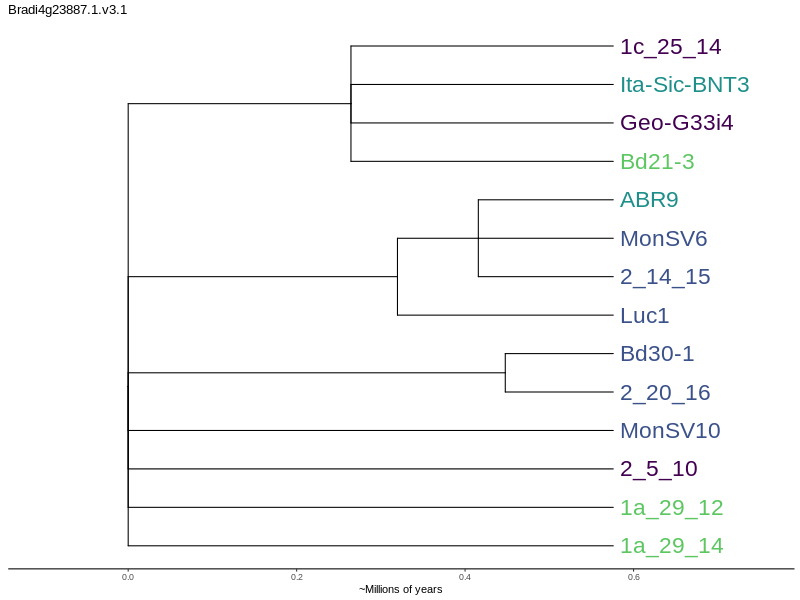 Bradi4g23887.1.v3.1
1c_25_14
Ita-Sic-BNT3
Geo-G33i4
Bd21-3
ABR9
MonSV6
2_14_15
Luc1
Bd30-1
2_20_16
MonSV10
2_5_10
1a_29_12
1a_29_14
0.0 0.2 0.4 0.6
~Millions of years